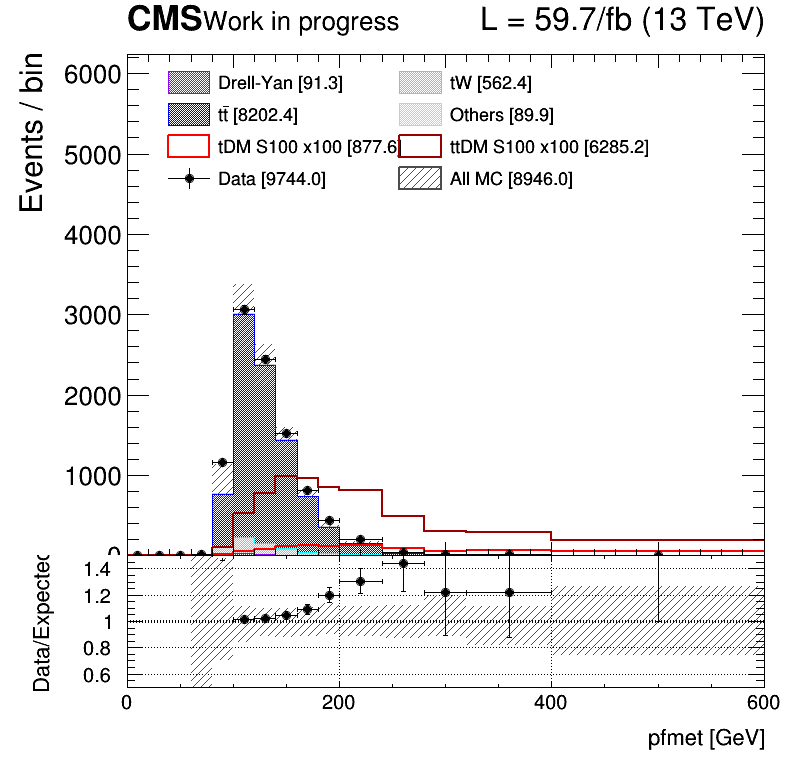 CMS Work in progress L = 59.7/fb (13 TeV)
Events / bin
6000
5000
4000
3000
2000
1000
0
Drell-Yan [91.3] tW [562.4]
tt̄ [8202.4] Others [89.9]
tDM S100 x100 [877.6] ttDM S100 x100 [6285.2]
Data [9744.0] All MC [8946.0]
Data/Expected
1.4
1.2
1
0.8
0.6
0 200 400 600
pfmet [GeV]